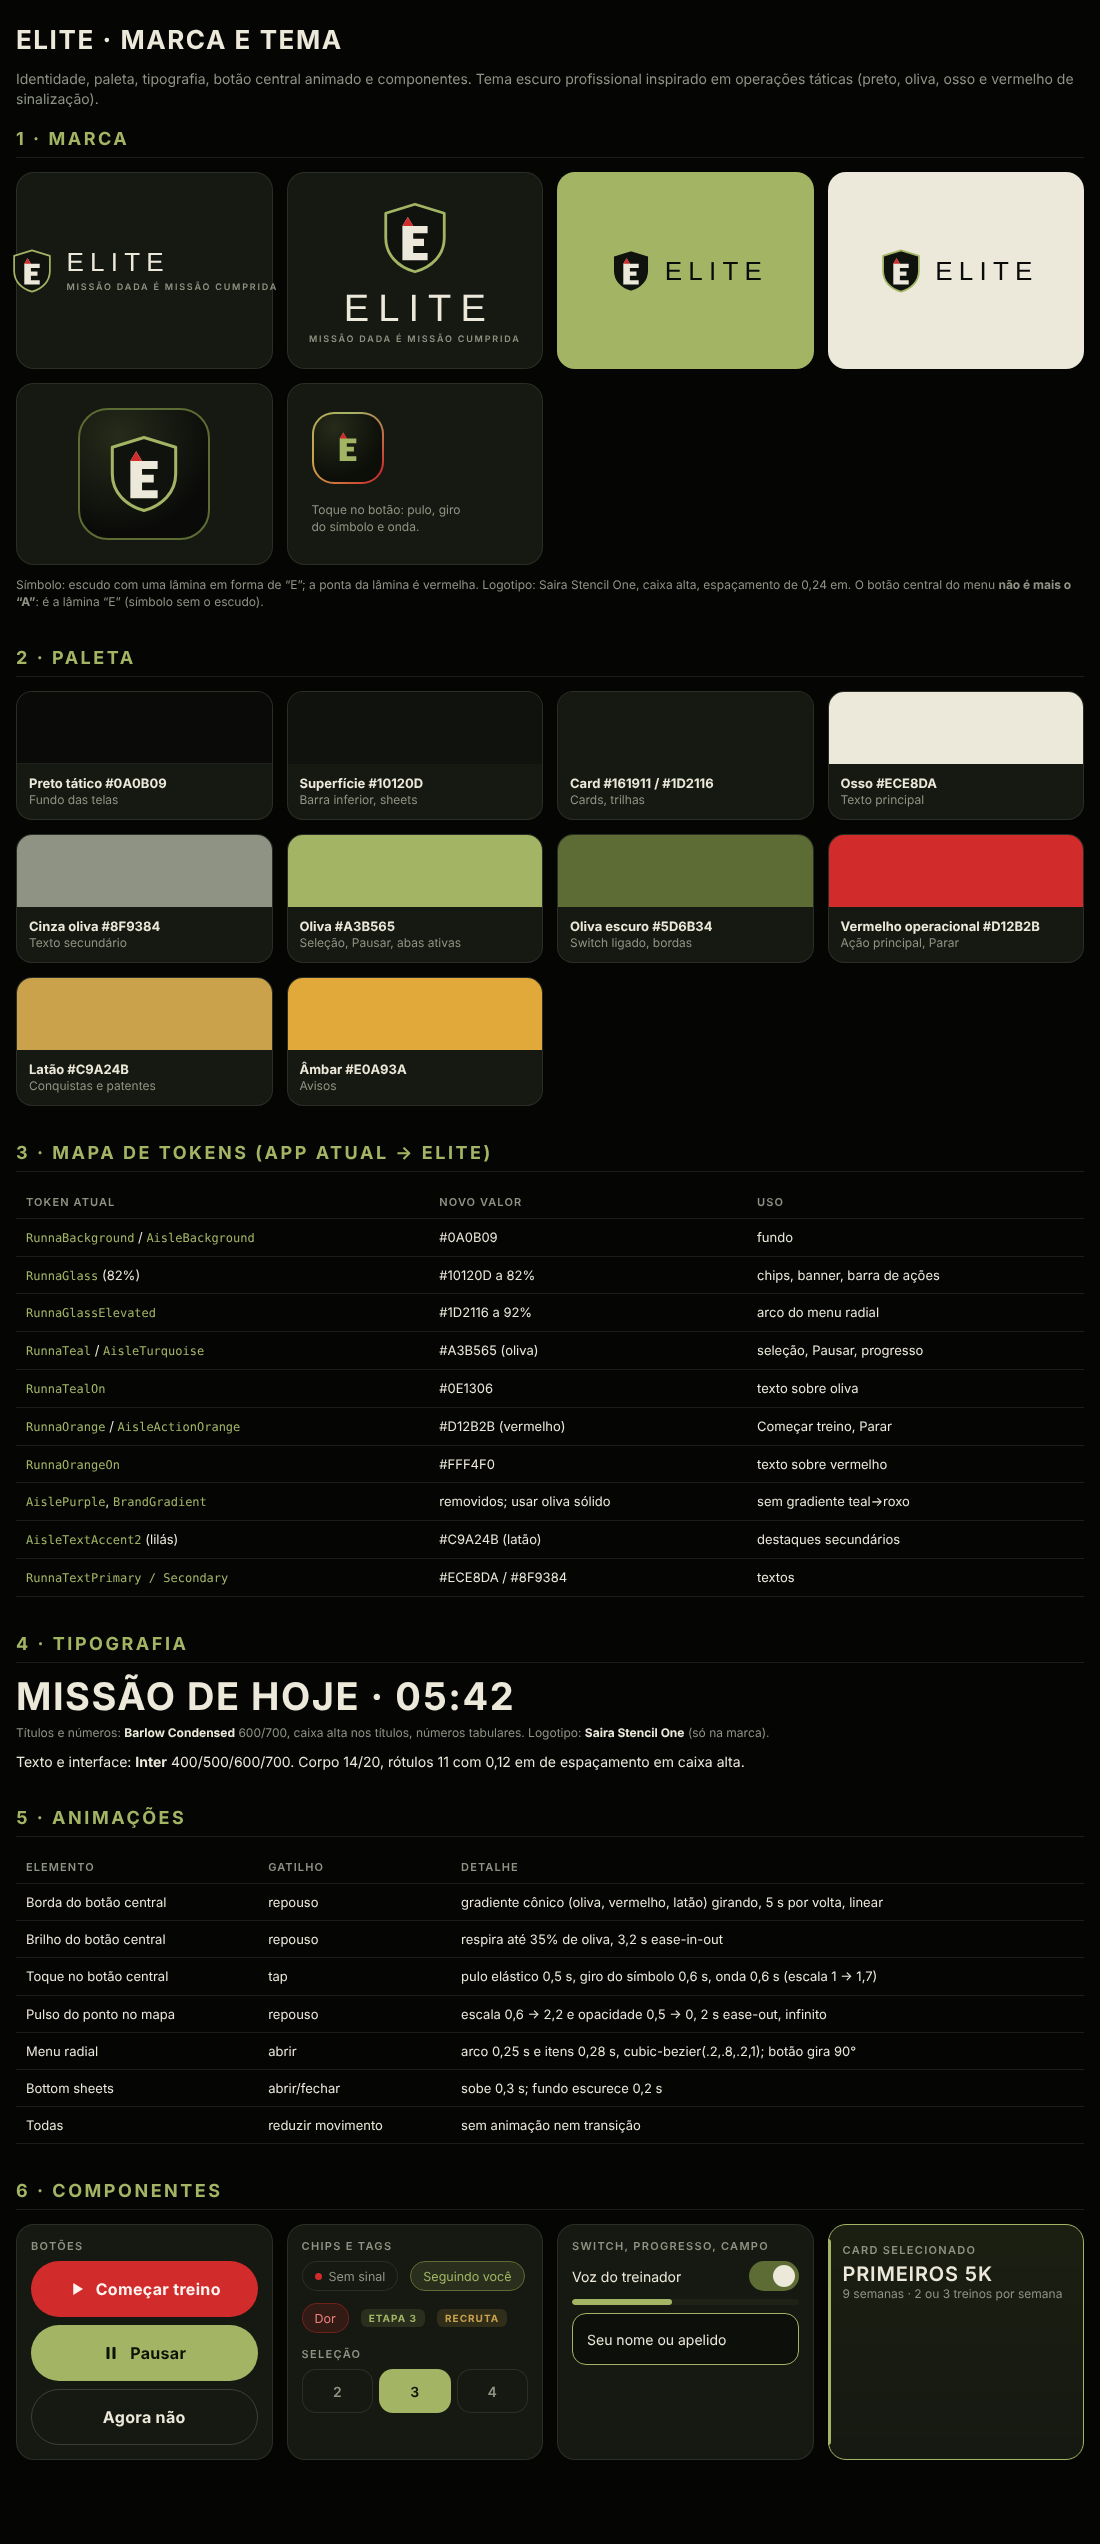 ELITE · MARCA E TEMA
Identidade, paleta, tipografia, botão central animado e componentes. Tema escuro profissional inspirado em operações táticas (preto, oliva, osso e vermelho de
sinalização).
1 · MARCA
E
ELITE
MISSÃO DADA É MISSÃO CUMPRIDA
E
ELITE
MISSÃO DADA É MISSÃO CUMPRIDA
E
ELITE
E
ELITE
E
E
Toque no botão: pulo, giro
do símbolo e onda.
Símbolo: escudo com uma lâmina em forma de “E”; a ponta da lâmina é vermelha. Logotipo: Saira Stencil One, caixa alta, espaçamento de 0,24 em. O botão central do menu não é mais o
“A”: é a lâmina “E” (símbolo sem o escudo).
2 · PALETA
Preto tático #0A0B09
Fundo das telas
Superfície #10120D
Barra inferior, sheets
Card #161911 / #1D2116
Cards, trilhas
Osso #ECE8DA
Texto principal
Cinza oliva #8F9384
Texto secundário
Oliva #A3B565
Seleção, Pausar, abas ativas
Oliva escuro #5D6B34
Switch ligado, bordas
Vermelho operacional #D12B2B
Ação principal, Parar
Latão #C9A24B
Conquistas e patentes
Âmbar #E0A93A
Avisos
3 · MAPA DE TOKENS (APP ATUAL → ELITE)
TOKEN ATUAL NOVO VALOR USO
RunnaBackground / AisleBackground #0A0B09 fundo
RunnaGlass (82%) #10120D a 82% chips, banner, barra de ações
RunnaGlassElevated #1D2116 a 92% arco do menu radial
RunnaTeal / AisleTurquoise #A3B565 (oliva) seleção, Pausar, progresso
RunnaTealOn #0E1306 texto sobre oliva
RunnaOrange / AisleActionOrange #D12B2B (vermelho) Começar treino, Parar
RunnaOrangeOn #FFF4F0 texto sobre vermelho
AislePurple, BrandGradient removidos; usar oliva sólido sem gradiente teal→roxo
AisleTextAccent2 (lilás) #C9A24B (latão) destaques secundários
RunnaTextPrimary / Secondary #ECE8DA / #8F9384 textos
4 · TIPOGRAFIA
MISSÃO DE HOJE · 05:42
Títulos e números: Barlow Condensed 600/700, caixa alta nos títulos, números tabulares. Logotipo: Saira Stencil One (só na marca).
Texto e interface: Inter 400/500/600/700. Corpo 14/20, rótulos 11 com 0,12 em de espaçamento em caixa alta.
5 · ANIMAÇÕES
ELEMENTO GATILHO DETALHE
Borda do botão central repouso gradiente cônico (oliva, vermelho, latão) girando, 5 s por volta, linear
Brilho do botão central repouso respira até 35% de oliva, 3,2 s ease-in-out
Toque no botão central tap pulo elástico 0,5 s, giro do símbolo 0,6 s, onda 0,6 s (escala 1 → 1,7)
Pulso do ponto no mapa repouso escala 0,6 → 2,2 e opacidade 0,5 → 0, 2 s ease-out, infinito
Menu radial abrir arco 0,25 s e itens 0,28 s, cubic-bezier(.2,.8,.2,1); botão gira 90°
Bottom sheets abrir/fechar sobe 0,3 s; fundo escurece 0,2 s
Todas reduzir movimento sem animação nem transição
6 · COMPONENTES
BOTÕES
Começar treino
Pausar
Agora não
CHIPS E TAGS
Sem sinal Seguindo você
Dor ETAPA 3 RECRUTA
SELEÇÃO
2 3 4
SWITCH, PROGRESSO, CAMPO
Voz do treinador
Seu nome ou apelido
CARD SELECIONADO
PRIMEIROS 5K
9 semanas · 2 ou 3 treinos por semana